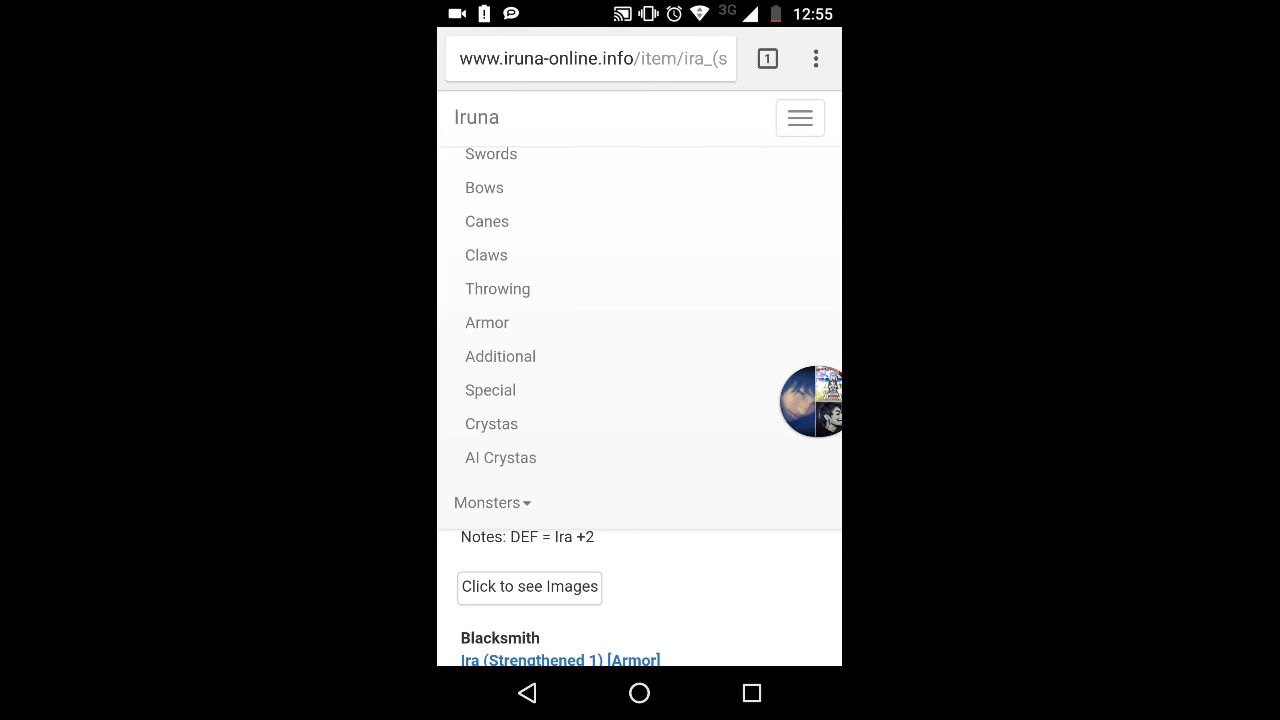 3G 12:55
www.iruna-online.info/item/ira_(s
1
Iruna
Swords
Bows
Canes
Claws
Throwing
Armor
Additional
Special
Crystas
AI Crystas
Monsters
Notes: DEF = Ira +2
Click to see Images
Blacksmith
Ira (Strengthened 1) [Armor]